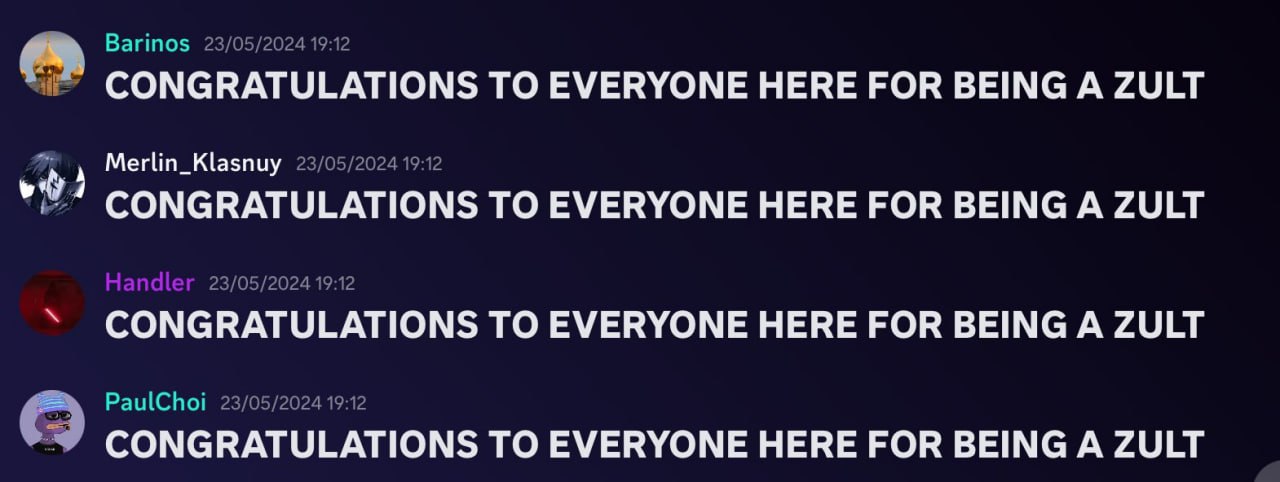 Barinos 23/05/2024 19:12
CONGRATULATIONS TO EVERYONE HERE FOR BEING A ZULT
Merlin_Klasnuy 23/05/2024 19:12
CONGRATULATIONS TO EVERYONE HERE FOR BEING A ZULT
Handler 23/05/2024 19:12
CONGRATULATIONS TO EVERYONE HERE FOR BEING A ZULT
PaulChoi 23/05/2024 19:12
CONGRATULATIONS TO EVERYONE HERE FOR BEING A ZULT